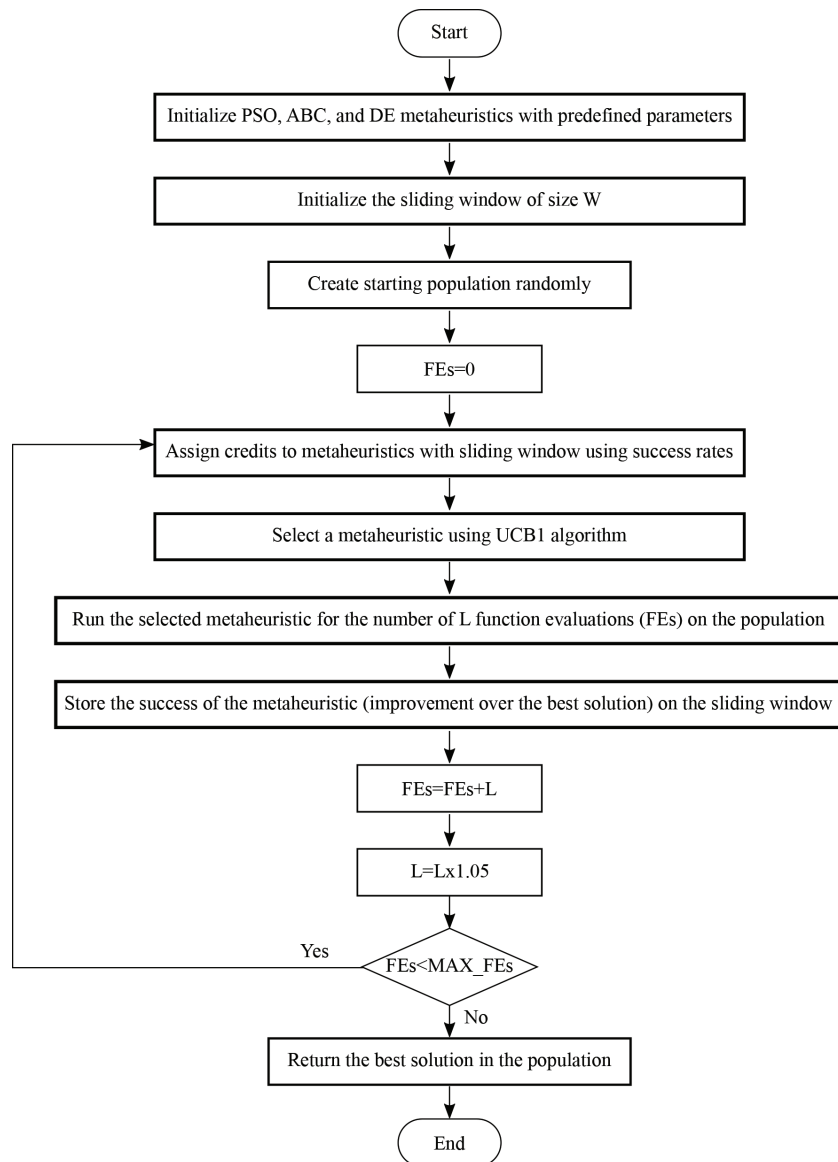 Start
Initialize PSO, ABC, and DE metaheuristics with predefined parameters
Initialize the sliding window of size W
Create starting population randomly
FEs=0
Assign credits to metaheuristics with sliding window using success rates
Select a metaheuristic using UCB1 algorithm
Run the selected metaheuristic for the number of L function evaluations (FEs) on the population
Store the success of the metaheuristic (improvement over the best solution) on the sliding window
FEs=FEs+L
L=Lx1.05
Yes
FEs<MAX_FEs
No
Return the best solution in the population
End